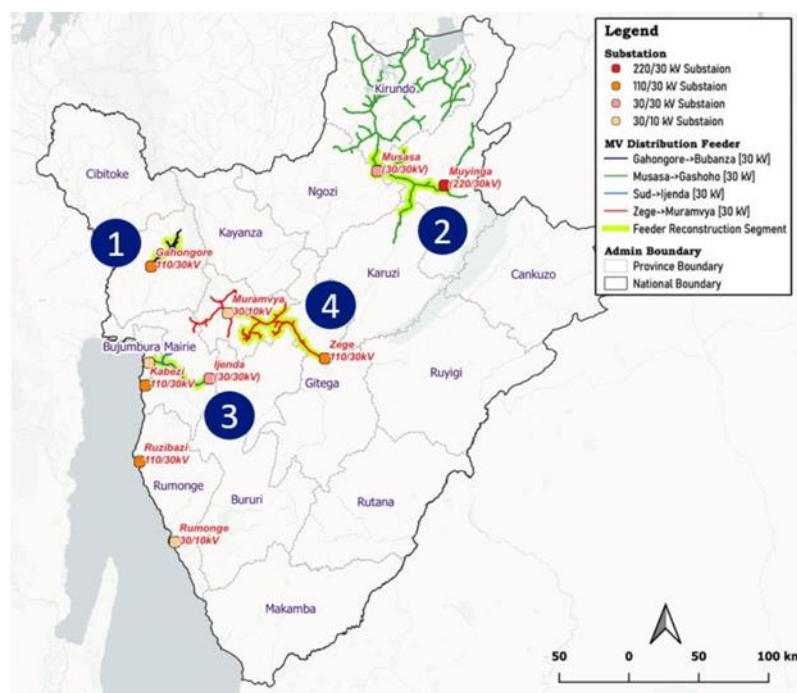 Legend
Substation
220/30 kV Substaion
110/30 kV Substaion
30/30 kV Substaion
30/10 kV Substaion
MV Distribution Feeder
Gahongore->Bubanza [30 kV]
Musasa->Gashoho [30 kV]
Sud->Ijenda [30 kV]
Zege->Muramvya [30 kV]
Feeder Reconstruction Segment
Admin Boundary
Province Boundary
National Boundary
Kirundo
Musasa
(30/30kV)
Muyinga
(220/30kV)
Cibitoke
Ngozi
Kayanza
1
2
Gahongore
110/30kV
Karuzi
Cankuzo
Muramvya
30/10kV
4
Bujumbura Mairie
Zege
110/30kV
Ijenda
(30/30kV)
Kabezi
110/30kV
Gitega
Ruyigi
3
Ruzibazi
110/30kV
Rumonge
Bururi
Rutana
Rumonge
30/10kV
Makamba
50 0 50 100 km